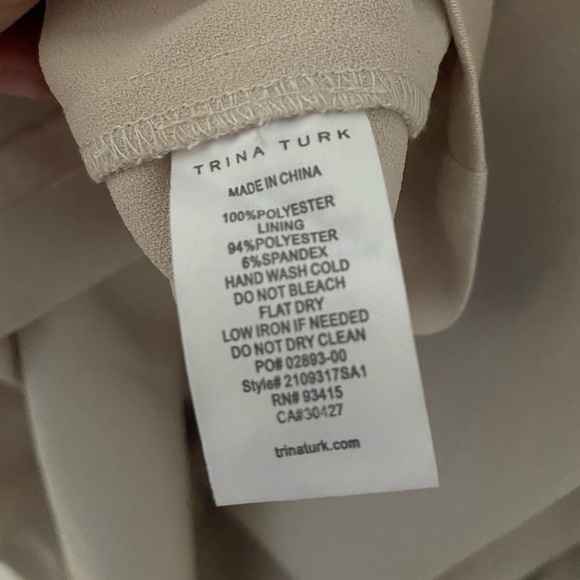 TRINA TURK
MADE IN CHINA
100%POLYESTER
LINING
94%POLYESTER
6%SPANDEX
HAND WASH COLD
DO NOT BLEACH
FLAT DRY
LOW IRON IF NEEDED
DO NOT DRY CLEAN
PO# 02893-00
Style# 2109317SA1
RN# 93415
CA#30427
trinaturk.com